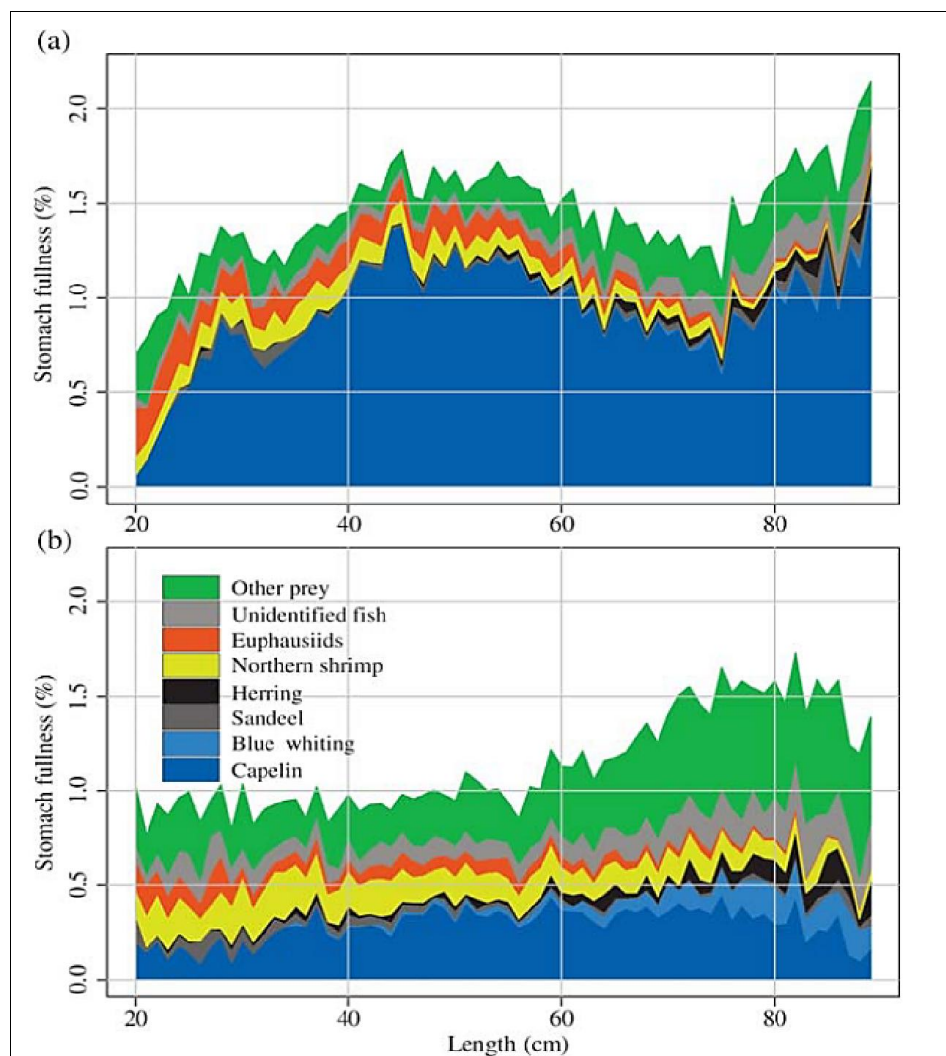 (a)
Stomach fullness (%)
2.0
1.5
1.0
0.5
0.0
20 40 60 80
(b)
Stomach fullness (%)
2.0
1.5
1.0
0.5
0.0
Other prey
Unidentified fish
Euphausiids
Northern shrimp
Herring
Sandeel
Blue whiting
Capelin
20 40 60 80
Length (cm)